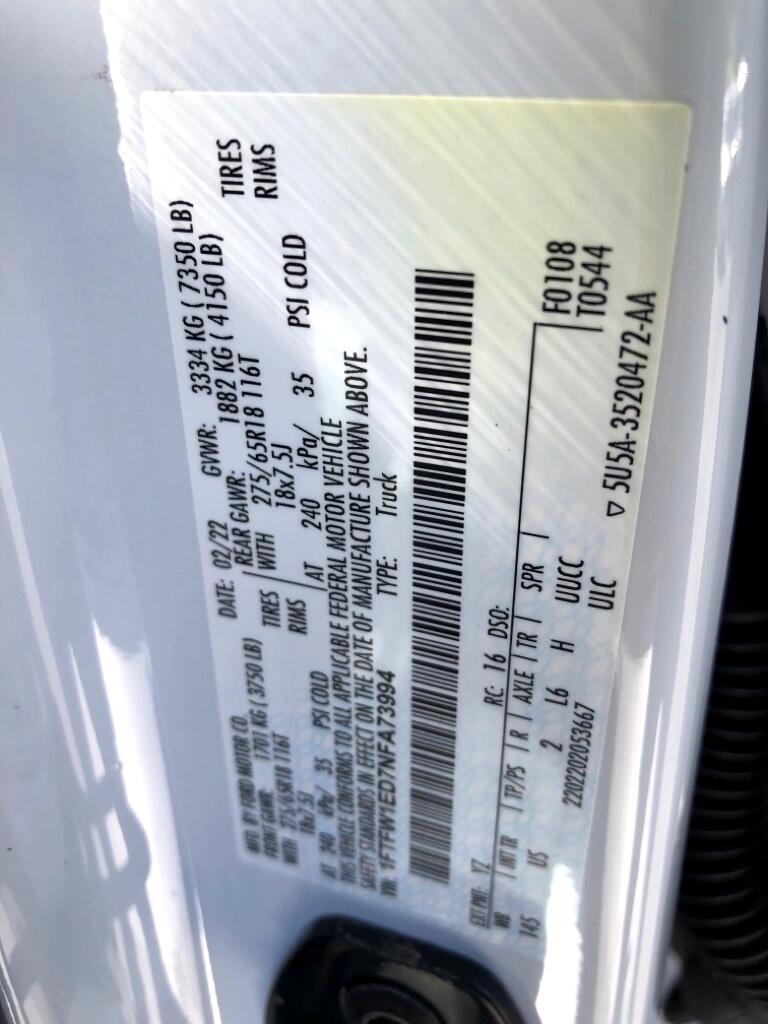 MFD. BY FORD MOTOR CO. DATE: 02/22 GVWR: 3334 KG ( 7350 LB)
FRONT GAWR: 1701 KG ( 3750 LB) REAR GAWR: 1882 KG ( 4150 LB)
WITH 275/65R18 116T TIRES WITH 275/65R18 116T TIRES
18x7.5J RIMS 18x7.5J RIMS
AT 240 kPa/ 35 PSI COLD AT 240 kPa/ 35 PSI COLD
THIS VEHICLE CONFORMS TO ALL APPLICABLE FEDERAL MOTOR VEHICLE
SAFETY STANDARDS IN EFFECT ON THE DATE OF MANUFACTURE SHOWN ABOVE.
VIN: 1FTFW1ED7NFA73994 TYPE: Truck
EXT PNT: YZ RC: 16 DSO: F0108
WB INT TR TP/PS R AXLE TR SPR T0544
145 US 2 L6 H UUCC
2202202053667 ULC
▽ 5U5A-3520472-AA